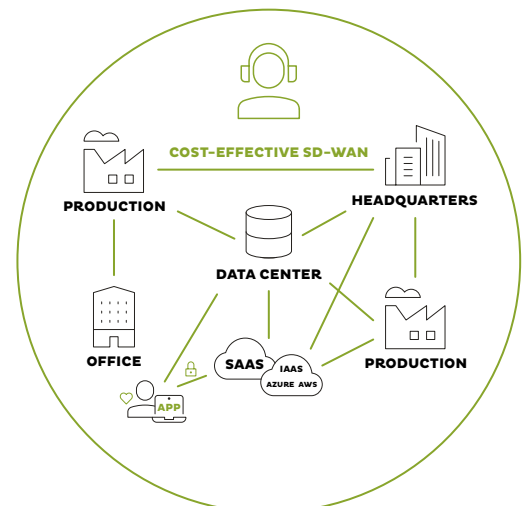 COST-EFFECTIVE SD-WAN
PRODUCTION
HEADQUARTERS
DATA CENTER
OFFICE
SAAS
IAAS
AZURE AWS
PRODUCTION
APP